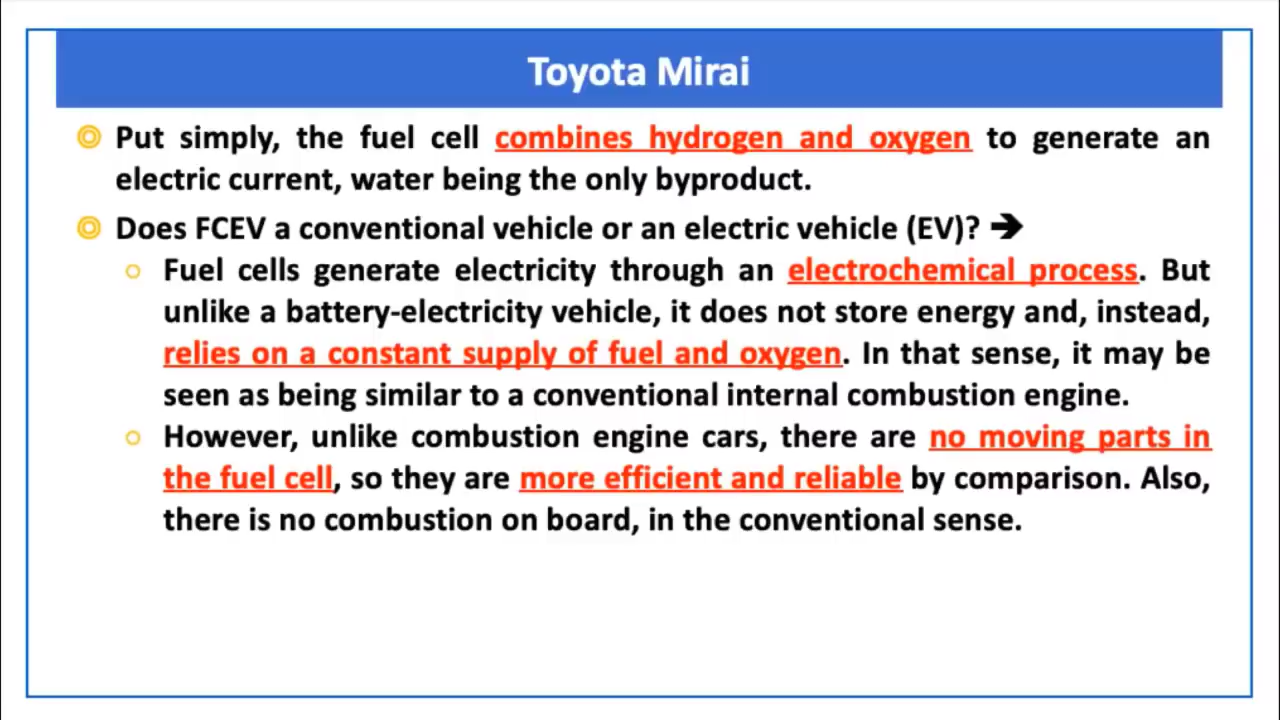 Toyota Mirai
Put simply, the fuel cell combines hydrogen and oxygen to generate an
electric current, water being the only byproduct.
Does FCEV a conventional vehicle or an electric vehicle (EV)? ➔
Fuel cells generate electricity through an electrochemical process. But
unlike a battery-electricity vehicle, it does not store energy and, instead,
relies on a constant supply of fuel and oxygen. In that sense, it may be
seen as being similar to a conventional internal combustion engine.
However, unlike combustion engine cars, there are no moving parts in
the fuel cell, so they are more efficient and reliable by comparison. Also,
there is no combustion on board, in the conventional sense.